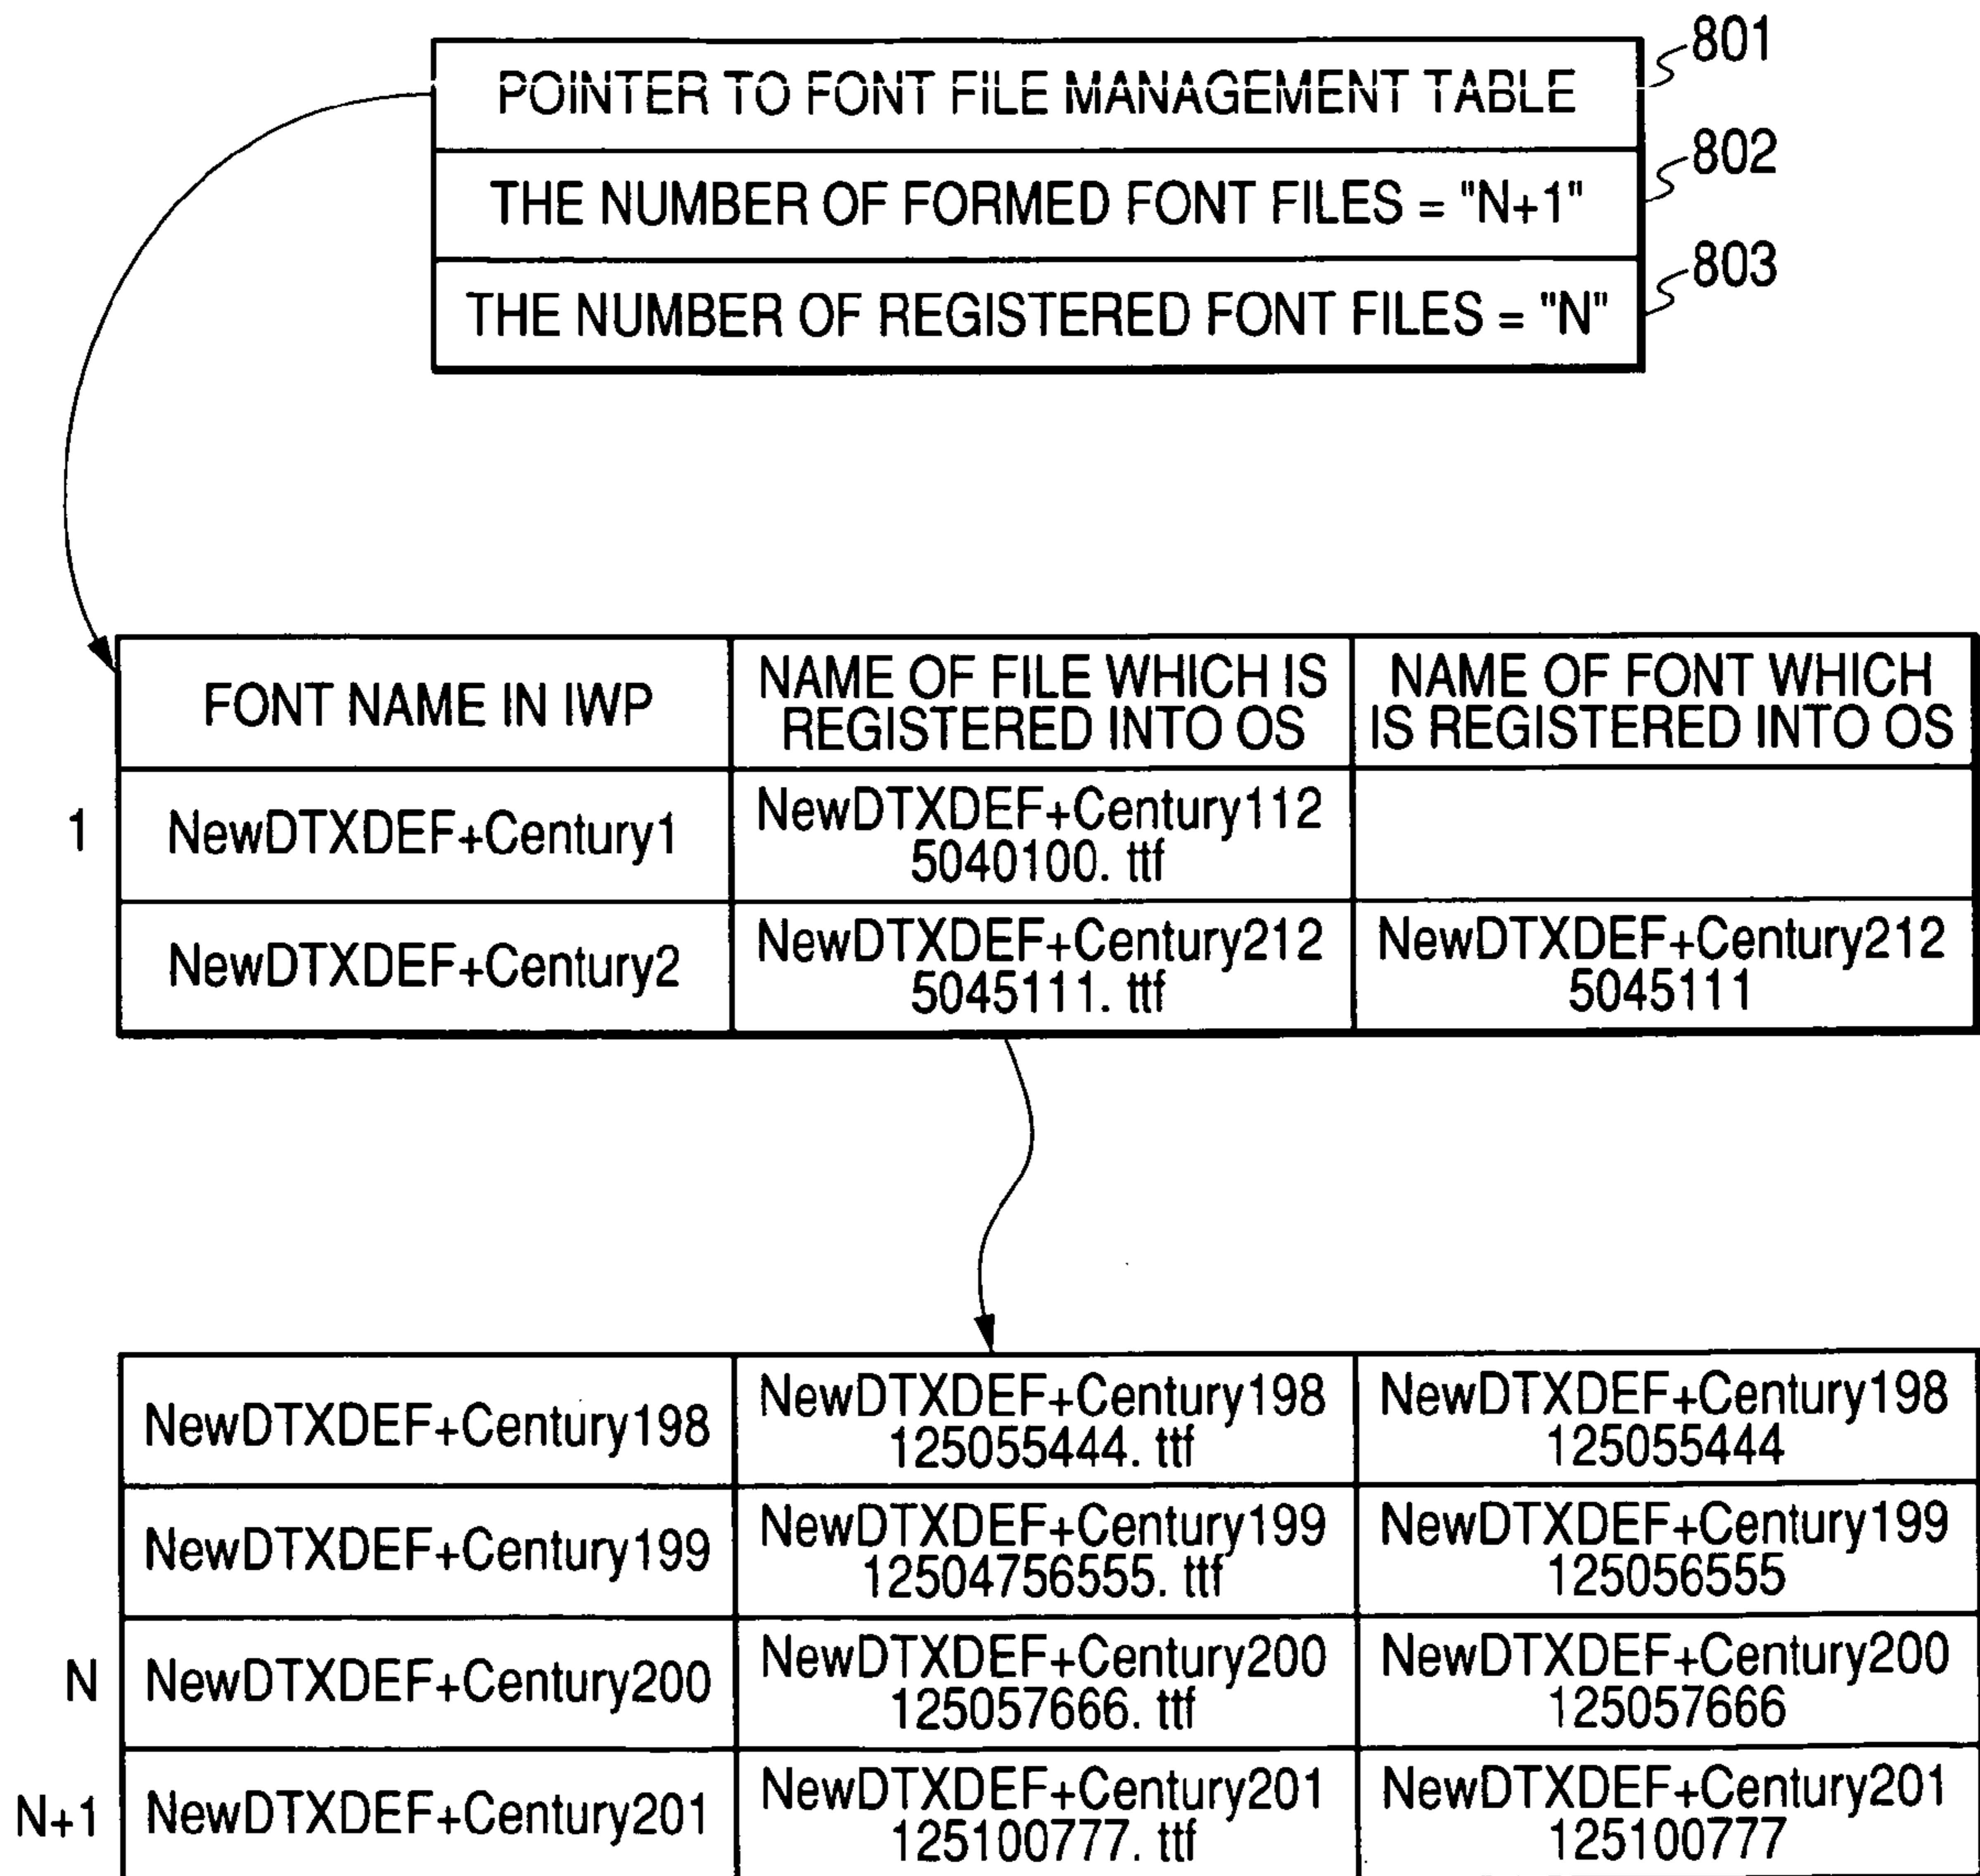 801
POINTER TO FONT FILE MANAGEMENT TABLE
802
THE NUMBER OF FORMED FONT FILES = "N+1"
803
THE NUMBER OF REGISTERED FONT FILES = "N"
FONT NAME IN IWP
NAME OF FILE WHICH IS
REGISTERED INTO OS
NAME OF FONT WHICH
IS REGISTERED INTO OS
1
NewDTXDEF+Century1
NewDTXDEF+Century112
5040100. ttf
NewDTXDEF+Century2
NewDTXDEF+Century212
5045111. ttf
NewDTXDEF+Century212
5045111
NewDTXDEF+Century198
NewDTXDEF+Century198
125055444. ttf
NewDTXDEF+Century198
125055444
NewDTXDEF+Century199
NewDTXDEF+Century199
12504756555. ttf
NewDTXDEF+Century199
125056555
N
NewDTXDEF+Century200
NewDTXDEF+Century200
125057666. ttf
NewDTXDEF+Century200
125057666
N+1
NewDTXDEF+Century201
NewDTXDEF+Century201
125100777. ttf
NewDTXDEF+Century201
125100777